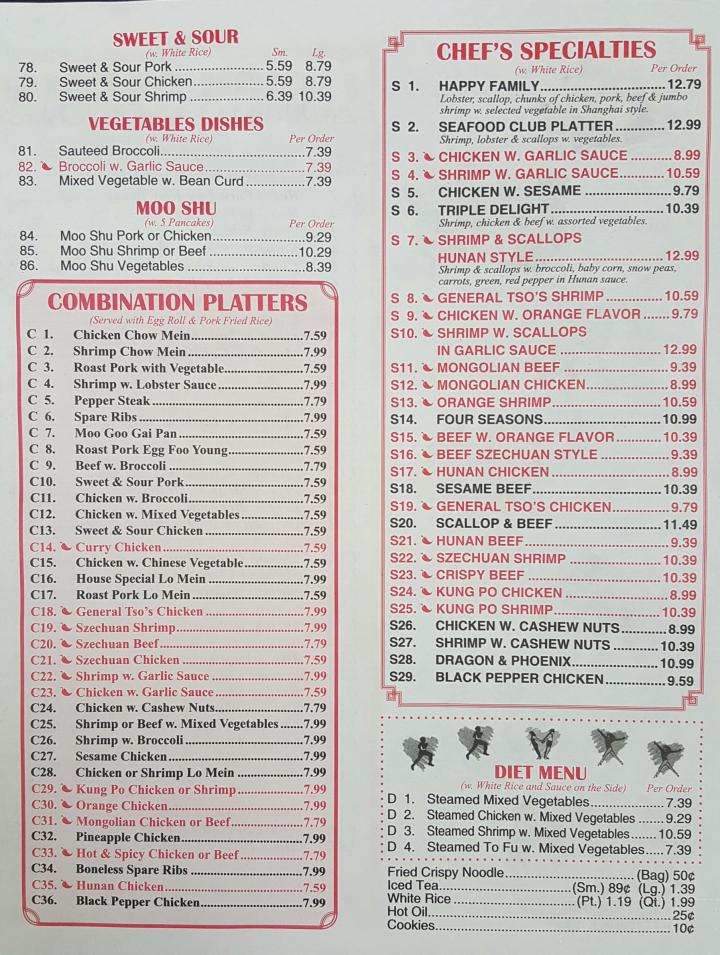 SWEET & SOUR
(w. White Rice) Sm. Lg.
78. Sweet & Sour Pork 5.59 8.79
79. Sweet & Sour Chicken 5.59 8.79
80. Sweet & Sour Shrimp 6.39 10.39
VEGETABLES DISHES
(w. White Rice) Per Order
81. Sauteed Broccoli 7.39
82. Broccoli w. Garlic Sauce 7.39
83. Mixed Vegetable w. Bean Curd 7.39
MOO SHU
(w. 5 Pancakes) Per Order
84. Moo Shu Pork or Chicken 9.29
85. Moo Shu Shrimp or Beef 10.29
86. Moo Shu Vegetables 8.39
COMBINATION PLATTERS
(Served with Egg Roll & Pork Fried Rice)
C 1. Chicken Chow Mein 7.59
C 2. Shrimp Chow Mein 7.99
C 3. Roast Pork with Vegetable 7.59
C 4. Shrimp w. Lobster Sauce 7.99
C 5. Pepper Steak 7.79
C 6. Spare Ribs 7.99
C 7. Moo Goo Gai Pan 7.59
C 8. Roast Pork Egg Foo Young 7.59
C 9. Beef w. Broccoli 7.79
C10. Sweet & Sour Pork 7.59
C11. Chicken w. Broccoli 7.59
C12. Chicken w. Mixed Vegetables 7.59
C13. Sweet & Sour Chicken 7.59
C14. Curry Chicken 7.59
C15. Chicken w. Chinese Vegetable 7.59
C16. House Special Lo Mein 7.99
C17. Roast Pork Lo Mein 7.59
C18. General Tso's Chicken 7.99
C19. Szechuan Shrimp 7.99
C20. Szechuan Beef 7.79
C21. Szechuan Chicken 7.59
C22. Shrimp w. Garlic Sauce 7.99
C23. Chicken w. Garlic Sauce 7.59
C24. Chicken w. Cashew Nuts 7.79
C25. Shrimp or Beef w. Mixed Vegetables 7.99
C26. Shrimp w. Broccoli 7.99
C27. Sesame Chicken 7.99
C28. Chicken or Shrimp Lo Mein 7.99
C29. Kung Po Chicken or Shrimp 7.99
C30. Orange Chicken 7.99
C31. Mongolian Chicken or Beef 7.79
C32. Pineapple Chicken 7.99
C33. Hot & Spicy Chicken or Beef 7.79
C34. Boneless Spare Ribs 7.99
C35. Hunan Chicken 7.59
C36. Black Pepper Chicken 7.99
CHEF'S SPECIALTIES
(w. White Rice) Per Order
S 1. HAPPY FAMILY 12.79
Lobster, scallop, chunks of chicken, pork, beef & jumbo
shrimp w. selected vegetable in Shanghai style.
S 2. SEAFOOD CLUB PLATTER 12.99
Shrimp, lobster & scallops w. vegetables.
S 3. CHICKEN W. GARLIC SAUCE 8.99
S 4. SHRIMP W. GARLIC SAUCE 10.59
S 5. CHICKEN W. SESAME 9.79
S 6. TRIPLE DELIGHT 10.39
Shrimp, chicken & beef w. assorted vegetables.
S 7. SHRIMP & SCALLOPS
HUNAN STYLE 12.99
Shrimp & scallops w. broccoli, baby corn, snow peas,
carrots, green, red pepper in Hunan sauce.
S 8. GENERAL TSO'S SHRIMP 10.59
S 9. CHICKEN W. ORANGE FLAVOR 9.79
S10. SHRIMP W. SCALLOPS
IN GARLIC SAUCE 12.99
S11. MONGOLIAN BEEF 9.39
S12. MONGOLIAN CHICKEN 8.99
S13. ORANGE SHRIMP 10.59
S14. FOUR SEASONS 10.99
S15. BEEF W. ORANGE FLAVOR 10.39
S16. BEEF SZECHUAN STYLE 9.39
S17. HUNAN CHICKEN 8.99
S18. SESAME BEEF 10.39
S19. GENERAL TSO'S CHICKEN 9.79
S20. SCALLOP & BEEF 11.49
S21. HUNAN BEEF 9.39
S22. SZECHUAN SHRIMP 10.39
S23. CRISPY BEEF 10.39
S24. KUNG PO CHICKEN 8.99
S25. KUNG PO SHRIMP 10.39
S26. CHICKEN W. CASHEW NUTS 8.99
S27. SHRIMP W. CASHEW NUTS 10.39
S28. DRAGON & PHOENIX 10.99
S29. BLACK PEPPER CHICKEN 9.59
DIET MENU
(w. White Rice and Sauce on the Side) Per Order
D 1. Steamed Mixed Vegetables 7.39
D 2. Steamed Chicken w. Mixed Vegetables 9.29
D 3. Steamed Shrimp w. Mixed Vegetables 10.59
D 4. Steamed To Fu w. Mixed Vegetables 7.39
Fried Crispy Noodle (Bag) 50¢
Iced Tea (Sm.) 89¢ (Lg.) 1.39
White Rice (Pt.) 1.19 (Qt.) 1.99
Hot Oil 25¢
Cookies 10¢